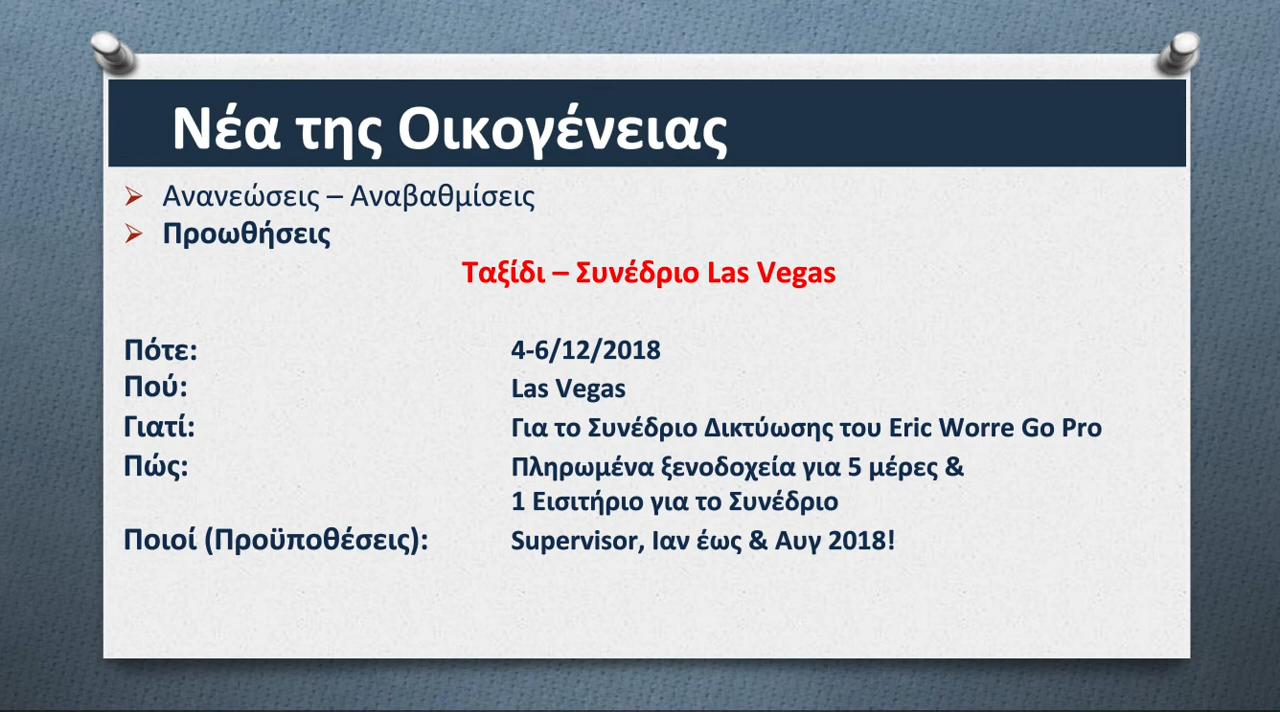 Νέα της Οικογένειας
Ανανεώσεις – Αναβαθμίσεις
Προωθήσεις
Ταξίδι – Συνέδριο Las Vegas
Πότε: 4-6/12/2018
Πού: Las Vegas
Γιατί: Για το Συνέδριο Δικτύωσης του Eric Worre Go Pro
Πώς: Πληρωμένα ξενοδοχεία για 5 μέρες &
1 Εισιτήριο για το Συνέδριο
Ποιοί (Προϋποθέσεις): Supervisor, Ιαν έως & Αυγ 2018!